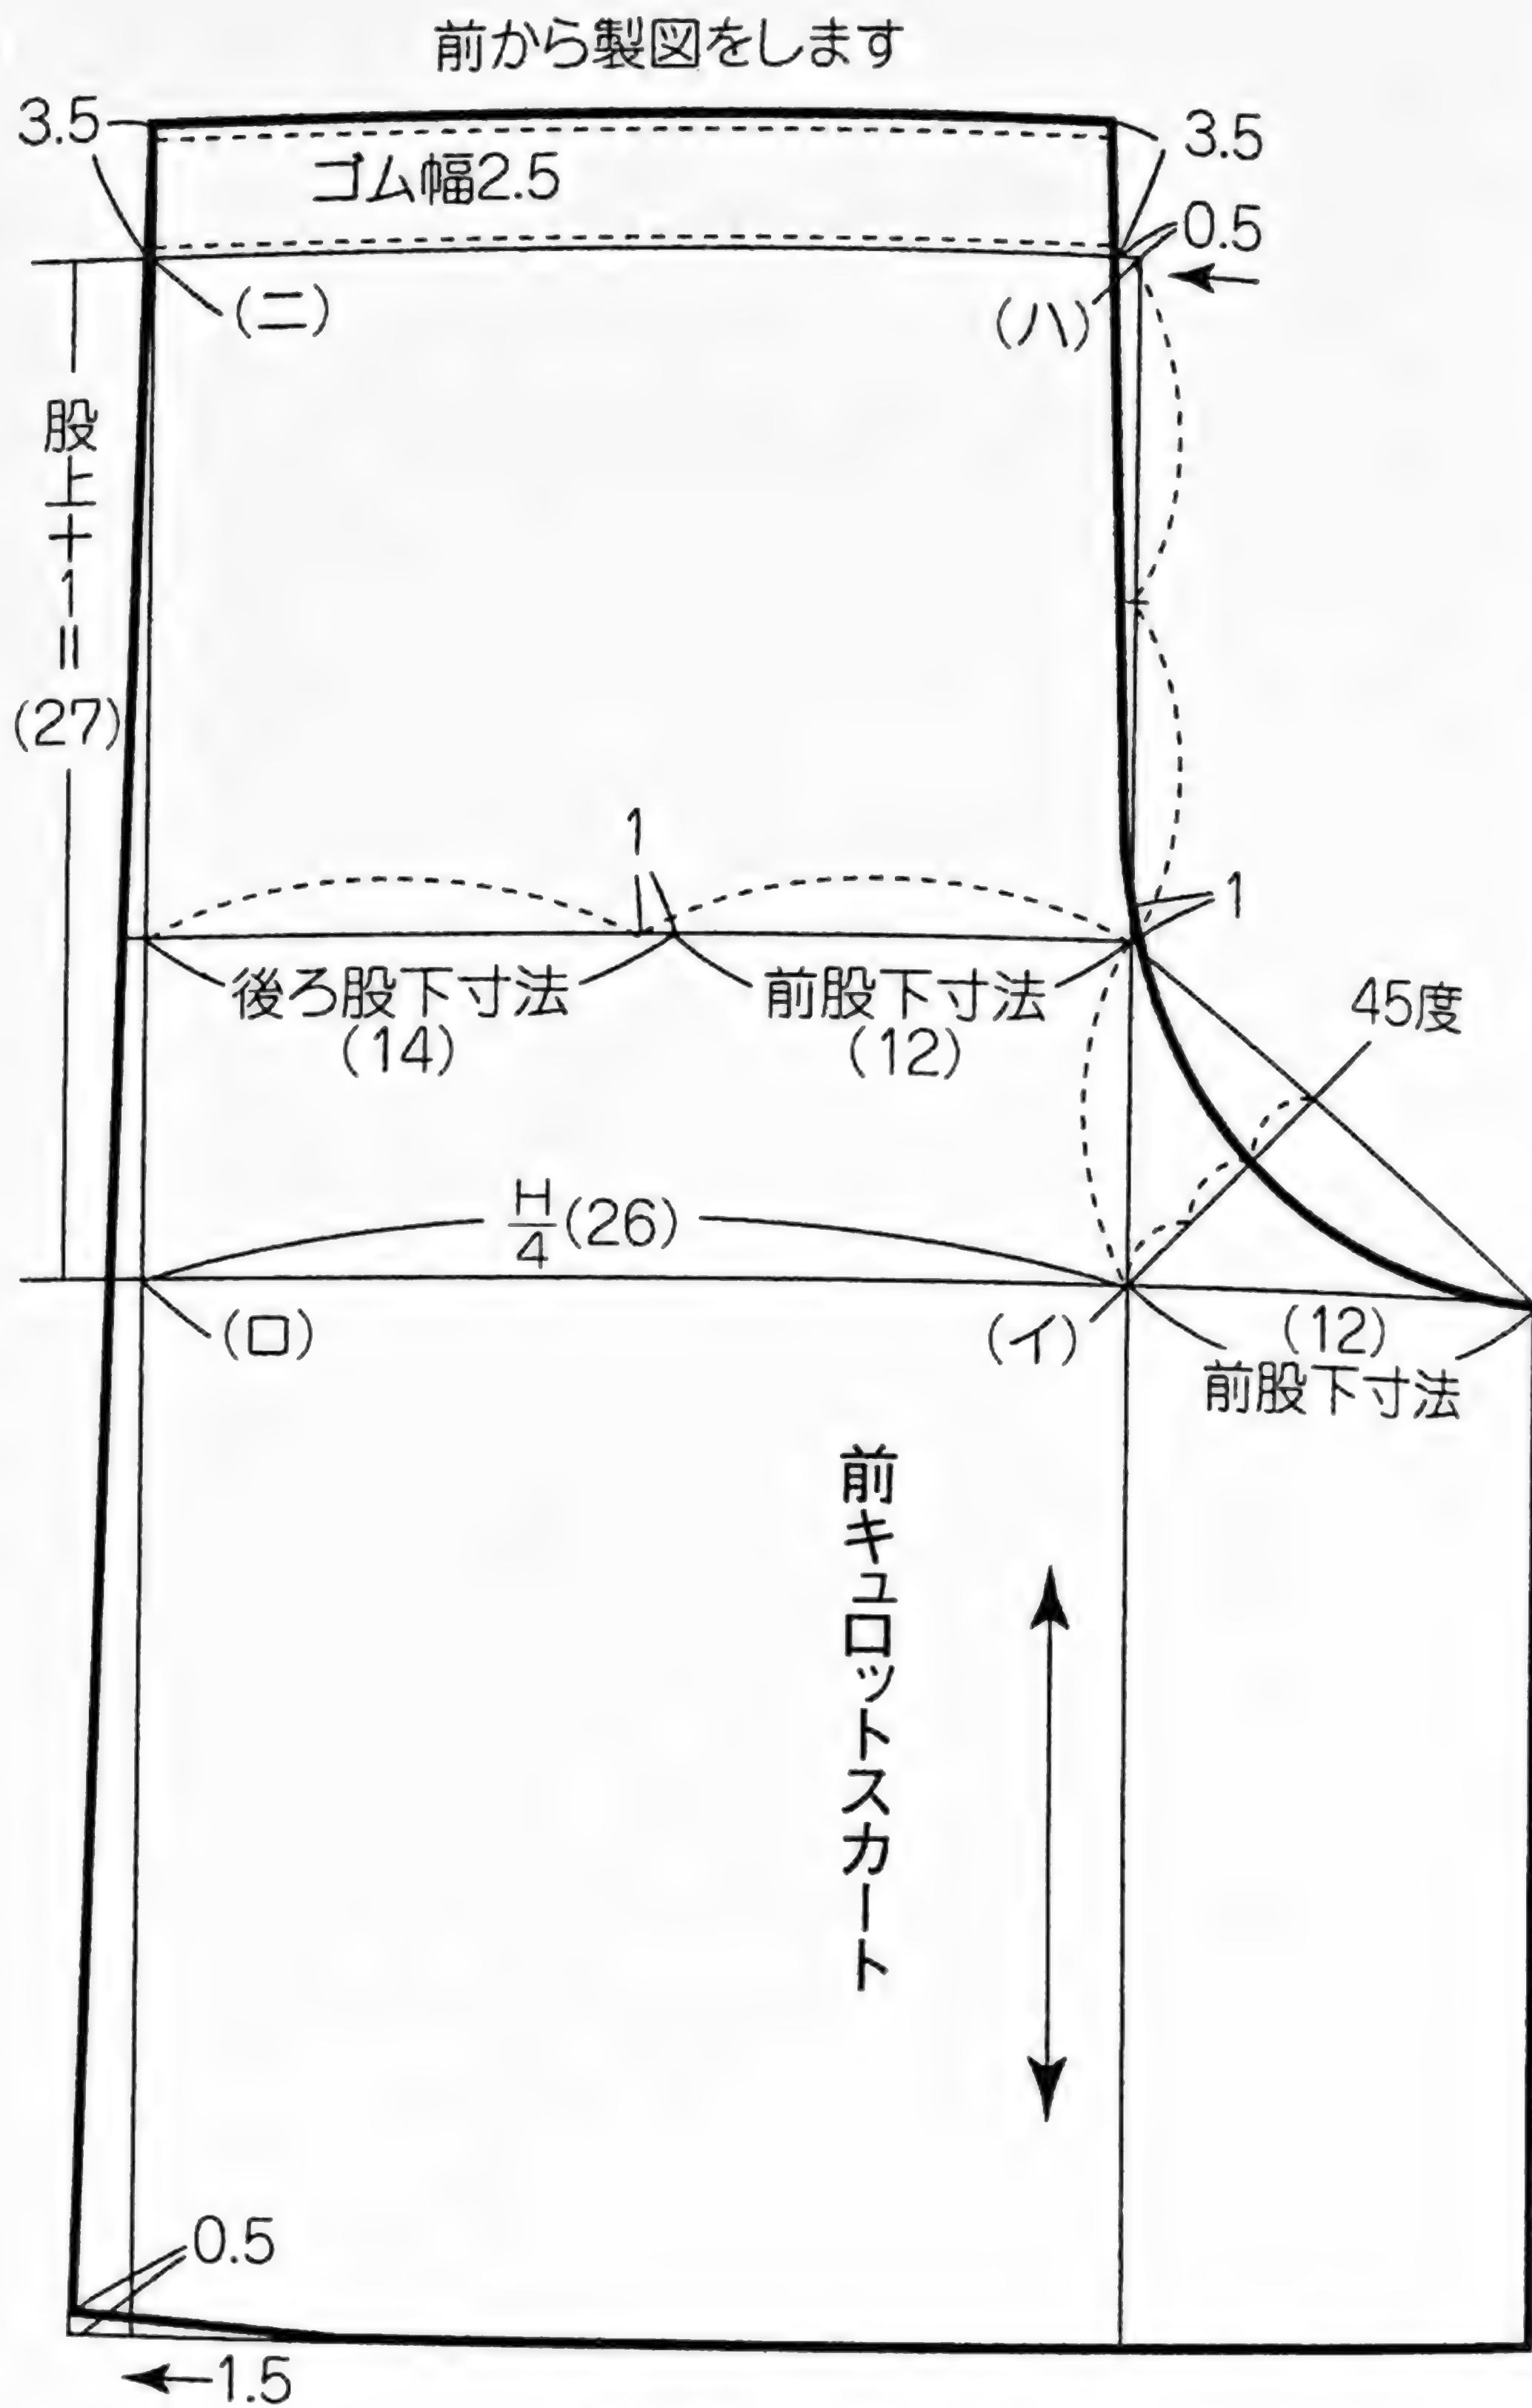 前から製図をします
3.5
3.5
ゴム幅2.5
0.5
(ニ)
(ハ)
股上+1=
(27)
1
1
後ろ股下寸法
(14)
前股下寸法
(12)
45度
H/4(26)
(ロ)
(イ)
(12)
前股下寸法
前キュロットスカート
0.5
1.5